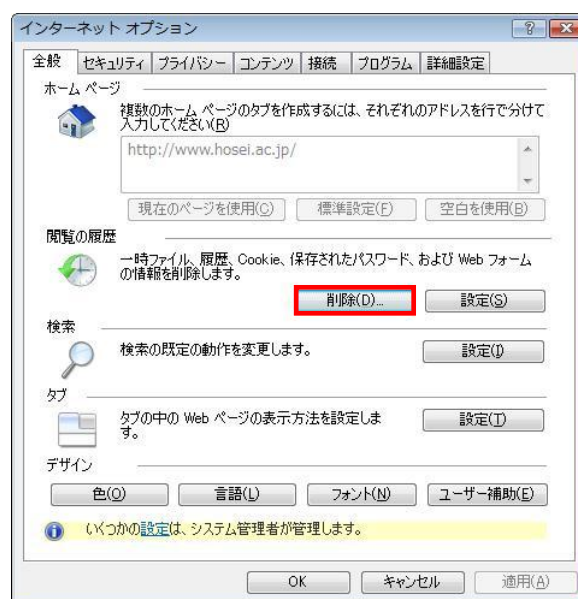 インターネット オプション
全般 セキュリティ プライバシー コンテンツ 接続 プログラム 詳細設定
ホーム ページ
複数のホーム ページのタブを作成するには、それぞれのアドレスを行で分けて
入力してください(R)
http://www.hosei.ac.jp/
現在のページを使用(C) 標準設定(F) 空白を使用(B)
閲覧の履歴
一時ファイル、履歴、Cookie、保存されたパスワード、および Web フォーム
の情報を削除します。
削除(D)... 設定(S)
検索
検索の既定の動作を変更します。 設定(I)
タブ
タブの中の Web ページの表示方法を設定しま
す。 設定(T)
デザイン
色(O) 言語(L) フォント(N) ユーザー補助(E)
いくつかの設定は、システム管理者が管理します。
OK キャンセル 適用(A)